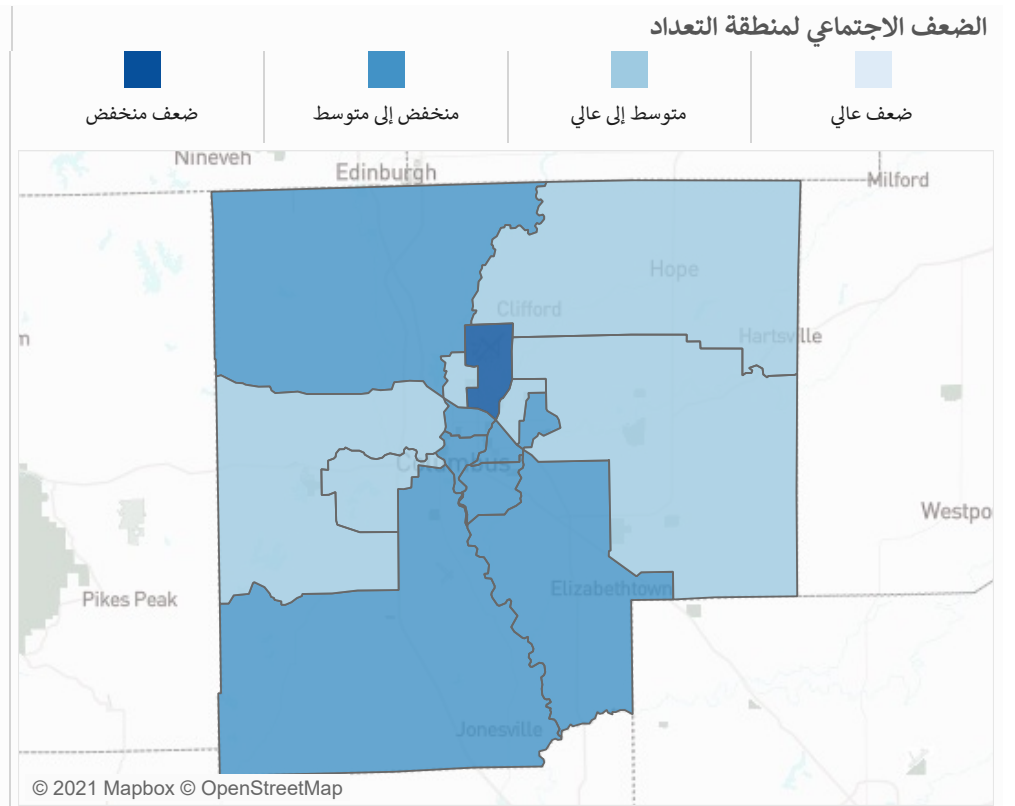 الضعف الاجتماعي لمنطقة التعداد
ضعف عالي
متوسط إلى عالي
منخفض إلى متوسط
ضعف منخفض
Nineveh
Edinburgh
Milford
Hope
Clifford
Hartsville
Columbus
Westpo
Elizabethtown
Pikes Peak
Jonesville
© 2021 Mapbox © OpenStreetMap